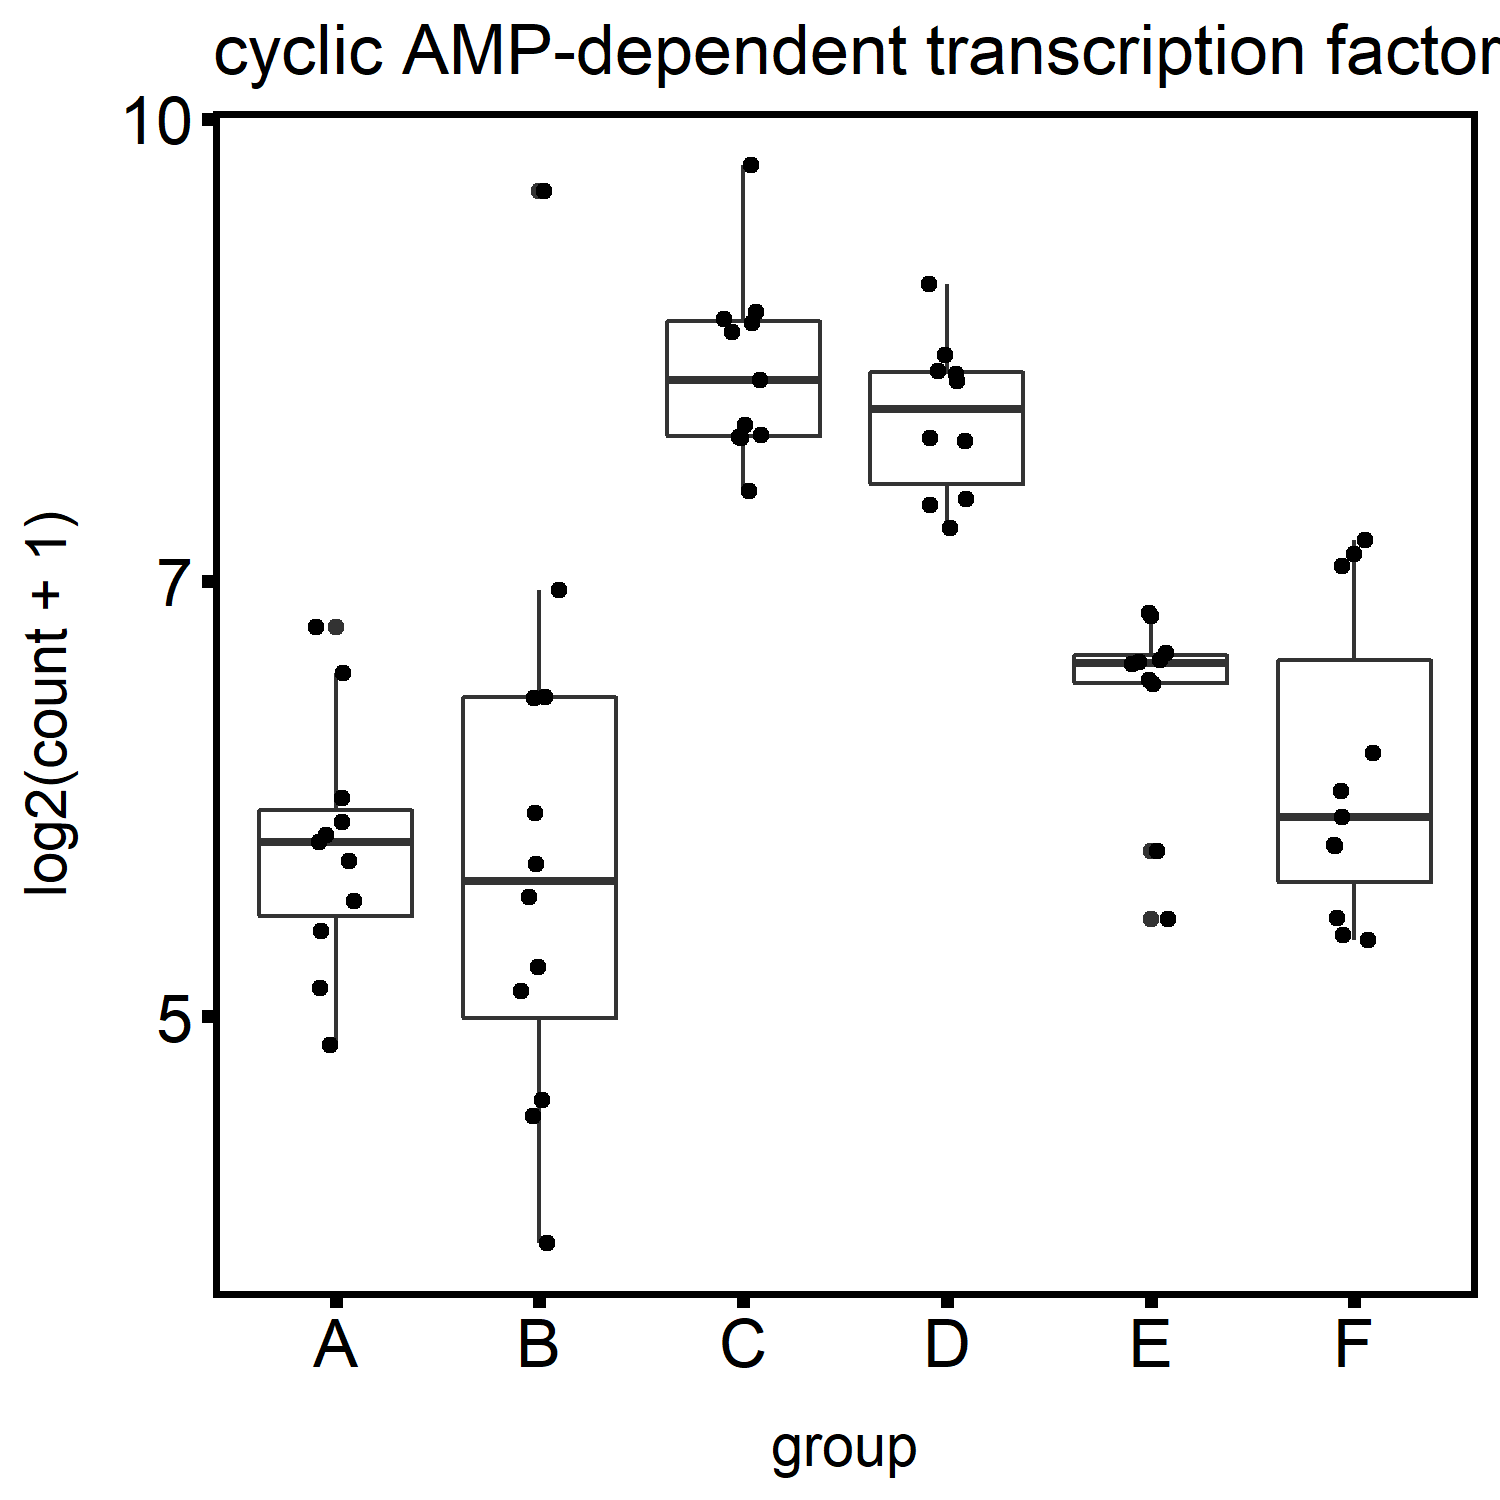 cyclic AMP-dependent transcription factor
10
7
5
log2(count + 1)
A B C D E F
group